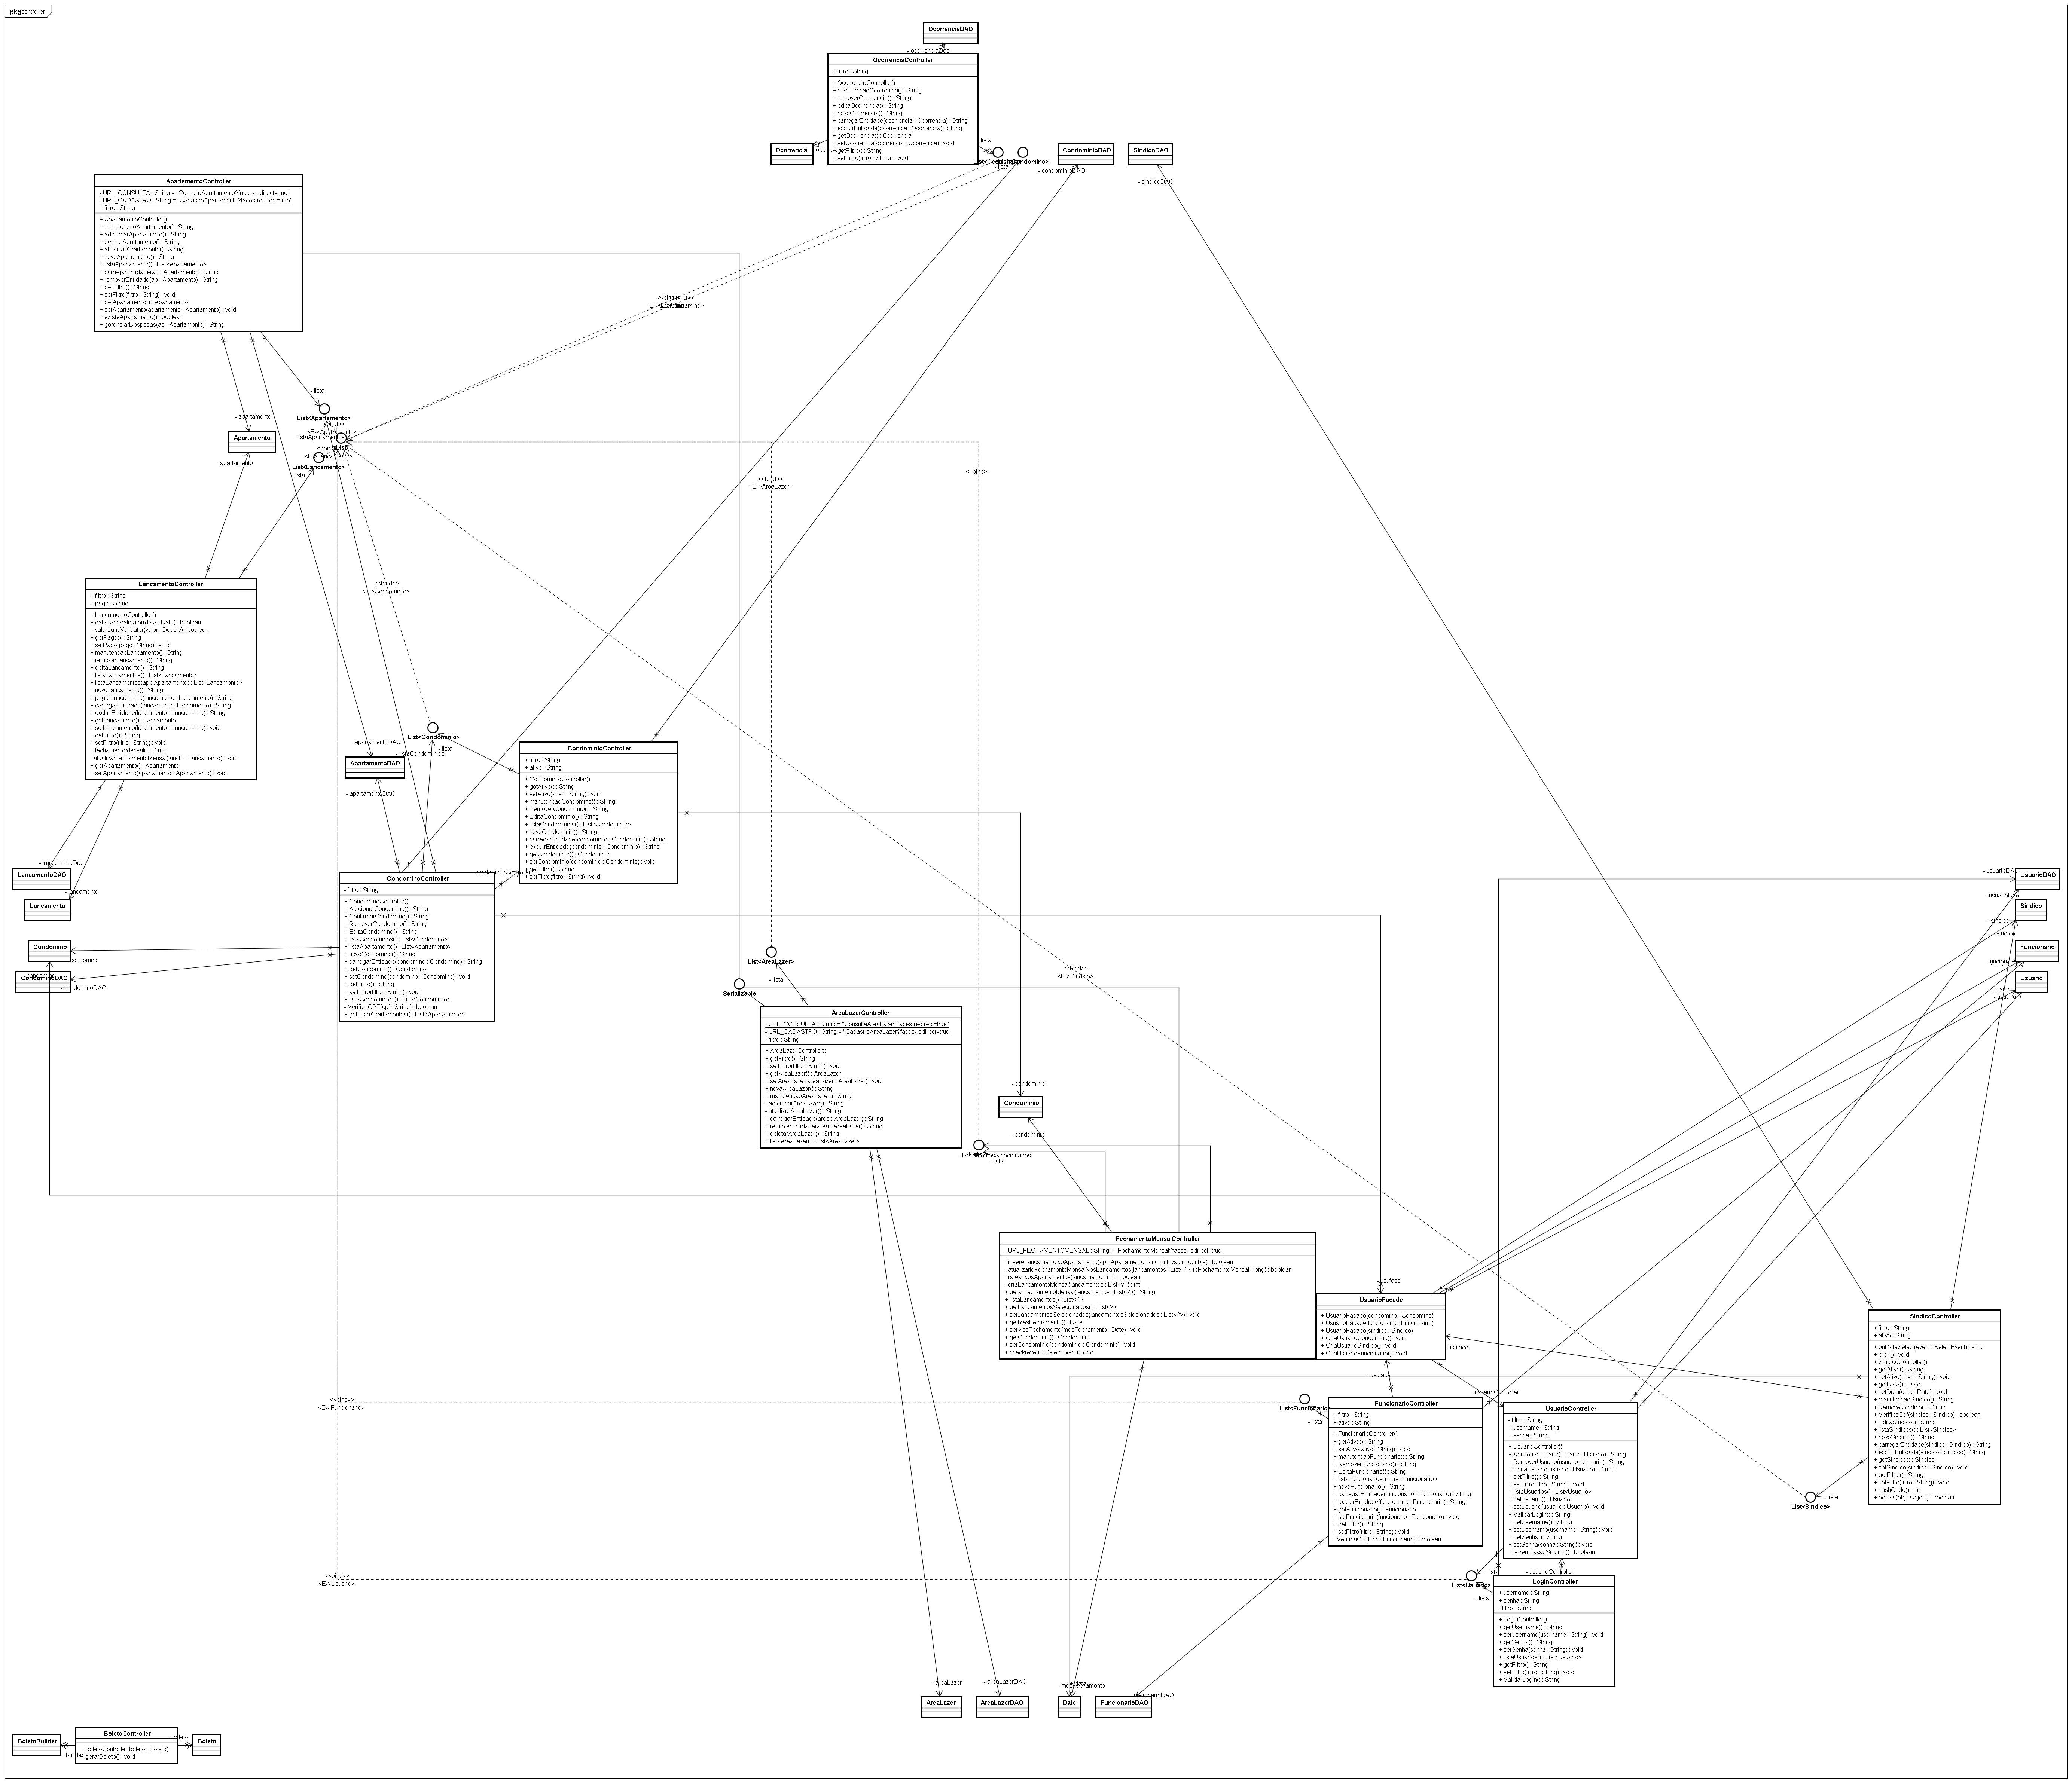 pkg controller
OcorrenciaDAO
- ocorrenciaDao
OcorrenciaController
+ filtro : String
+ OcorrenciaController()
+ manutencaoOcorrencia() : String
+ removerOcorrencia() : String
+ editaOcorrencia() : String
+ novoOcorrencia() : String
+ carregarEntidade(ocorrencia : Ocorrencia) : String
+ excluirEntidade(ocorrencia : Ocorrencia) : String
+ getOcorrencia() : Ocorrencia
+ setOcorrencia(ocorrencia : Ocorrencia) : void
+ getFiltro() : String
+ setFiltro(filtro : String) : void
Ocorrencia
lista
- lista
CondominioDAO
- condominioDAO
SindicoDAO
- sindicoDAO
ApartamentoController
- URL_CONSULTA : String = "ConsultaApartamento?faces-redirect=true"
- URL_CADASTRO : String = "CadastroApartamento?faces-redirect=true"
+ filtro : String
+ ApartamentoController()
+ manutencaoApartamento() : String
+ adicionarApartamento() : String
+ deletarApartamento() : String
+ atualizarApartamento() : String
+ novoApartamento() : String
+ listaApartamento() : List<Apartamento>
+ carregarEntidade(ap : Apartamento) : String
+ removerEntidade(ap : Apartamento) : String
+ getFiltro() : String
+ setFiltro(filtro : String) : void
+ getApartamento() : Apartamento
+ setApartamento(apartamento : Apartamento) : void
+ existeApartamento() : boolean
+ gerenciarDespesas(ap : Apartamento) : String
- lista
List<Apartamento>
- apartamento
Apartamento
- apartamento
- listaApartamentos
List<Lancamento>
- lista
<<bind>>
<E->AreaLazer>
<<bind>>
<<bind>>
<E->Condominio>
LancamentoController
+ filtro : String
+ pago : String
+ LancamentoController()
+ dataLancValidator(data : Date) : boolean
+ valorLancValidator(valor : Double) : boolean
+ getPago() : String
+ setPago(pago : String) : void
+ manutencaoLancamento() : String
+ removerLancamento() : String
+ editaLancamento() : String
+ listaLancamentos() : List<Lancamento>
+ listaLancamentos(ap : Apartamento) : List<Lancamento>
+ novoLancamento() : String
+ pagarLancamento(lancamento : Lancamento) : String
+ carregarEntidade(lancamento : Lancamento) : String
+ excluirEntidade(lancamento : Lancamento) : String
+ getLancamento() : Lancamento
+ setLancamento(lancamento : Lancamento) : void
+ getFiltro() : String
+ setFiltro(filtro : String) : void
+ fechamentoMensal() : String
- atualizarFechamentoMensal(lancto : Lancamento) : void
+ getApartamento() : Apartamento
+ setApartamento(apartamento : Apartamento) : void
List<Condominio>
- lista
- listaCondominios
- apartamentoDAO
ApartamentoDAO
- apartamentoDAO
CondominioController
+ filtro : String
+ ativo : String
+ CondominioController()
+ getAtivo() : String
+ setAtivo(ativo : String) : void
+ manutencaoCondomino() : String
+ RemoverCondominio() : String
+ EditaCondominio() : String
+ listaCondominios() : List<Condominio>
+ novoCondominio() : String
+ carregarEntidade(condominio : Condominio) : String
+ excluirEntidade(condominio : Condominio) : String
+ getCondominio() : Condominio
+ setCondominio(condominio : Condominio) : void
+ getFiltro() : String
+ setFiltro(filtro : String) : void
- condominioController
- lancamentoDao
LancamentoDAO
- lancamento
Lancamento
Condomino
- condomino
CondominoDAO
- condominoDAO
CondominoController
- filtro : String
+ CondominoController()
+ AdicionarCondomino() : String
+ ConfirmarCondomino() : String
+ RemoverCondomino() : String
+ EditaCondomino() : String
+ listaCondominos() : List<Condomino>
+ listaApartamento() : List<Apartamento>
+ novoCondomino() : String
+ carregarEntidade(condomino : Condomino) : String
+ getCondomino() : Condomino
+ setCondomino(condomino : Condomino) : void
+ getFiltro() : String
+ setFiltro(filtro : String) : void
+ listaCondominios() : List<Condominio>
- VerificaCPF(cpf : String) : boolean
+ getListaApartamentos() : List<Apartamento>
- usuarioDAO
UsuarioDAO
- usuarioDao
Sindico
- sindico
sindico
Funcionario
Usuario
- usuario
- usuario
List<AreaLazer>
- lista
Serializable
<<bind>>
<E->Sindico>
AreaLazerController
- URL_CONSULTA : String = "ConsultaAreaLazer?faces-redirect=true"
- URL_CADASTRO : String = "CadastroAreaLazer?faces-redirect=true"
- filtro : String
+ AreaLazerController()
+ getFiltro() : String
+ setFiltro(filtro : String) : void
+ getAreaLazer() : AreaLazer
+ setAreaLazer(areaLazer : AreaLazer) : void
+ novaAreaLazer() : String
+ manutencaoAreaLazer() : String
- adicionarAreaLazer() : String
- atualizarAreaLazer() : String
+ carregarEntidade(area : AreaLazer) : String
+ removerEntidade(area : AreaLazer) : String
+ deletarAreaLazer() : String
+ listaAreaLazer() : List<AreaLazer>
- condominio
Condominio
- condominio
List<?>
- lancamentosSelecionados
- lista
FechamentoMensalController
- URL_FECHAMENTOMENSAL : String = "FechamentoMensal?faces-redirect=true"
- insereLancamentoNoApartamento(ap : Apartamento, lanc : int, valor : double) : boolean
- atualizarIdFechamentoMensalNosLancamentos(lancamentos : List<?>, idFechamentoMensal : long) : boolean
- ratearNosApartamentos(lancamento : int) : boolean
- criaLancamentoMensal(lancamentos : List<?>) : int
+ gerarFechamentoMensal(lancamentos : List<?>) : String
+ listaLancamentos() : List<?>
+ getLancamentosSelecionados() : List<?>
+ setLancamentosSelecionados(lancamentosSelecionados : List<?>) : void
+ getMesFechamento() : Date
+ setMesFechamento(mesFechamento : Date) : void
+ getCondominio() : Condominio
+ setCondominio(condominio : Condominio) : void
+ check(event : SelectEvent) : void
- usuface
UsuarioFacade
+ UsuarioFacade(condomino : Condomino)
+ UsuarioFacade(funcionario : Funcionario)
+ UsuarioFacade(sindico : Sindico)
+ CriaUsuarioCondomino() : void
+ CriaUsuarioSindico() : void
+ CriaUsuarioFuncionario() : void
usuface
- usuface
- usuarioController
SindicoController
+ filtro : String
+ ativo : String
+ onDateSelect(event : SelectEvent) : void
+ click() : void
+ SindicoController()
+ getAtivo() : String
+ setAtivo(ativo : String) : void
+ getData() : Date
+ setData(data : Date) : void
+ manutencaoSindico() : String
+ RemoverSindico() : String
+ VerificaCpf(sindico : Sindico) : boolean
+ EditaSindico() : String
+ listaSindicos() : List<Sindico>
+ novoSindico() : String
+ carregarEntidade(sindico : Sindico) : String
+ excluirEntidade(sindico : Sindico) : String
+ getSindico() : Sindico
+ setSindico(sindico : Sindico) : void
+ getFiltro() : String
+ setFiltro(filtro : String) : void
+ hashCode() : int
+ equals(obj : Object) : boolean
- lista
List<Sindico>
<<bind>>
<E->Funcionario>
List<Funcionario>
- lista
FuncionarioController
+ filtro : String
+ ativo : String
+ FuncionarioController()
+ getAtivo() : String
+ setAtivo(ativo : String) : void
+ manutencaoFuncionario() : String
+ RemoverFuncionario() : String
+ EditaFuncionario() : String
+ listaFuncionarios() : List<Funcionario>
+ novoFuncionario() : String
+ carregarEntidade(funcionario : Funcionario) : String
+ excluirEntidade(funcionario : Funcionario) : String
+ getFuncionario() : Funcionario
+ setFuncionario(funcionario : Funcionario) : void
+ getFiltro() : String
+ setFiltro(filtro : String) : void
- VerificaCpf(func : Funcionario) : boolean
UsuarioController
- filtro : String
+ username : String
+ senha : String
+ UsuarioController()
+ AdicionarUsuario(usuario : Usuario) : String
+ RemoverUsuario(usuario : Usuario) : String
+ EditaUsuario(usuario : Usuario) : String
+ getFiltro() : String
+ setFiltro(filtro : String) : void
+ listaUsuarios() : List<Usuario>
+ getUsuario() : Usuario
+ setUsuario(usuario : Usuario) : void
+ ValidarLogin() : String
+ getUsername() : String
+ setUsername(username : String) : void
+ getSenha() : String
+ setSenha(senha : String) : void
+ IsPermissaoSindico() : boolean
<<bind>>
<E->Usuario>
List<Usuario>
- lista
- usuarioController
- lista
LoginController
+ username : String
+ senha : String
- filtro : String
+ LoginController()
+ getUsername() : String
+ setUsername(username : String) : void
+ getSenha() : String
+ setSenha(senha : String) : void
+ listaUsuarios() : List<Usuario>
+ getFiltro() : String
+ setFiltro(filtro : String) : void
+ ValidarLogin() : String
- areaLazer
AreaLazer
- areaLazerDAO
AreaLazerDAO
Date
funcionarioDAO
FuncionarioDAO
BoletoBuilder
- builder
BoletoController
+ BoletoController(boleto : Boleto)
gerarBoleto() : void
- boleto
Boleto